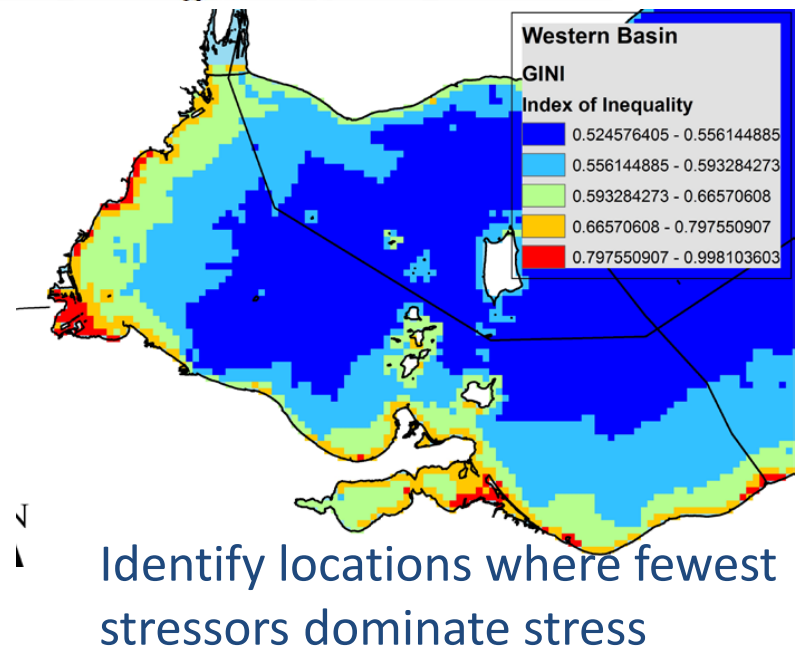 Western Basin
GINI
Index of Inequality
0.524576405 - 0.556144885
0.556144885 - 0.593284273
0.593284273 - 0.66570608
0.66570608 - 0.797550907
0.797550907 - 0.998103603
N
Identify locations where fewest
stressors dominate stress